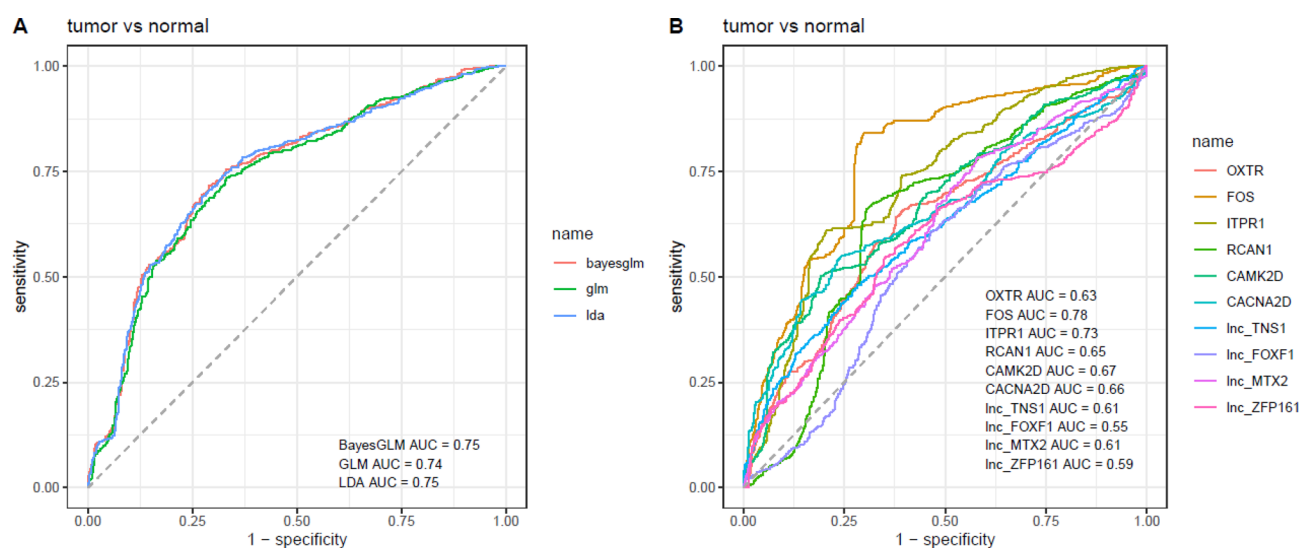 A
tumor vs normal
1.00
0.75
0.50
0.25
0.00
sensitivity
0.00
0.25
0.50
0.75
1.00
1 − specificity
BayesGLM AUC = 0.75
GLM AUC = 0.74
LDA AUC = 0.75
name
bayesglm
glm
lda
B
tumor vs normal
1.00
0.75
0.50
0.25
0.00
sensitivity
0.00
0.25
0.50
0.75
1.00
1 − specificity
OXTR AUC = 0.63
FOS AUC = 0.78
ITPR1 AUC = 0.73
RCAN1 AUC = 0.65
CAMK2D AUC = 0.67
CACNA2D AUC = 0.66
lnc_TNS1 AUC = 0.61
lnc_FOXF1 AUC = 0.55
lnc_MTX2 AUC = 0.61
lnc_ZFP161 AUC = 0.59
name
OXTR
FOS
ITPR1
RCAN1
CAMK2D
CACNA2D
lnc_TNS1
lnc_FOXF1
lnc_MTX2
lnc_ZFP161